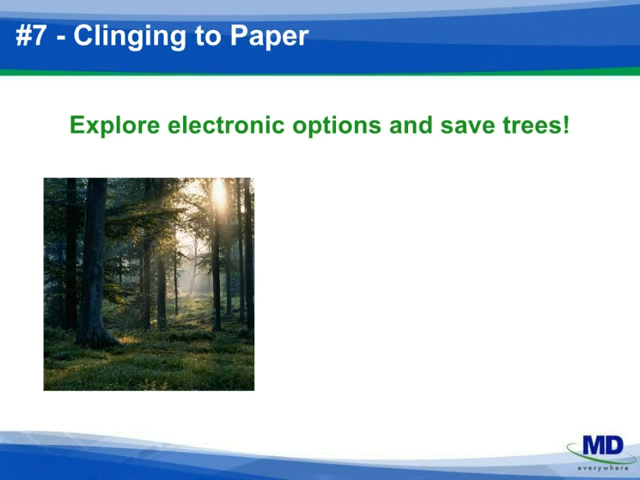 #7 - Clinging to Paper
Explore electronic options and save trees!
MD
everywhere